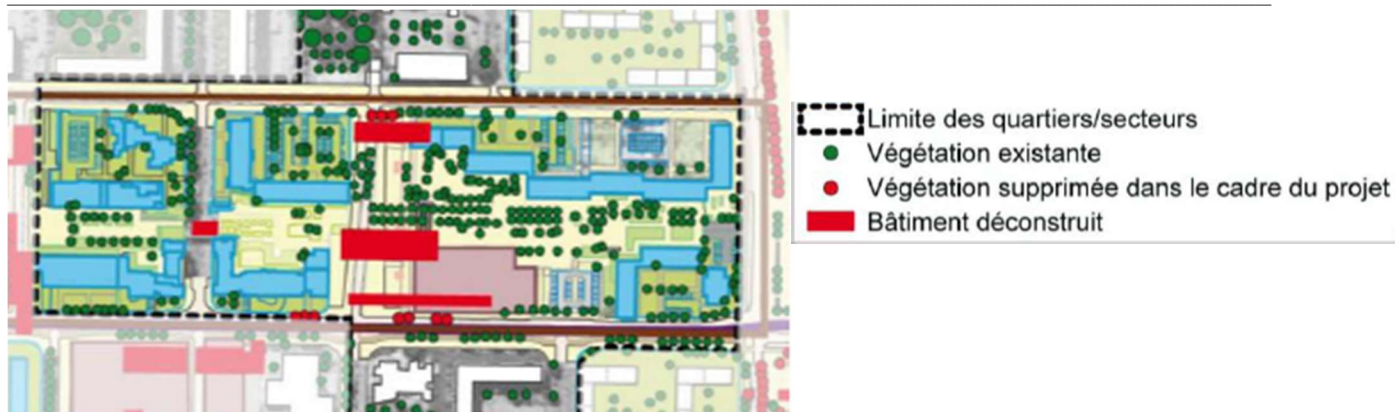 Limite des quartiers/secteurs
Végétation existante
Végétation supprimée dans le cadre du projet
Bâtiment déconstruit